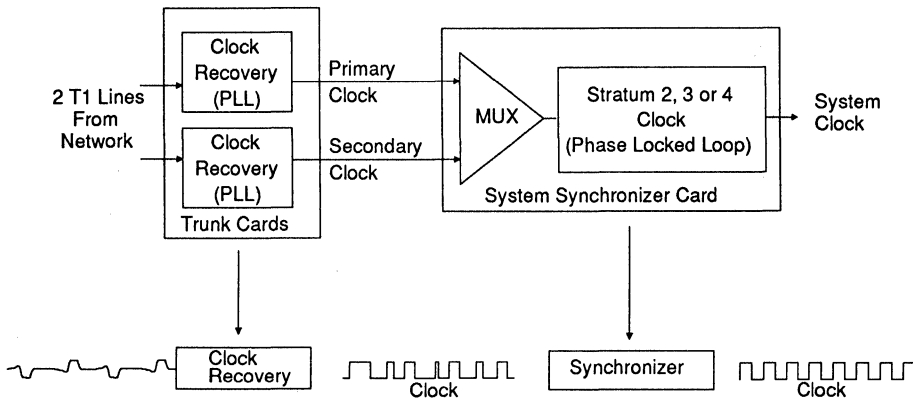 2 T1 Lines
From
Network
Clock
Recovery
(PLL)
Clock
Recovery
(PLL)
Trunk Cards
Primary
Clock
Secondary
Clock
MUX
Stratum 2, 3 or 4
Clock
(Phase Locked Loop)
System Synchronizer Card
System
Clock
Clock
Recovery
Clock
Synchronizer
Clock